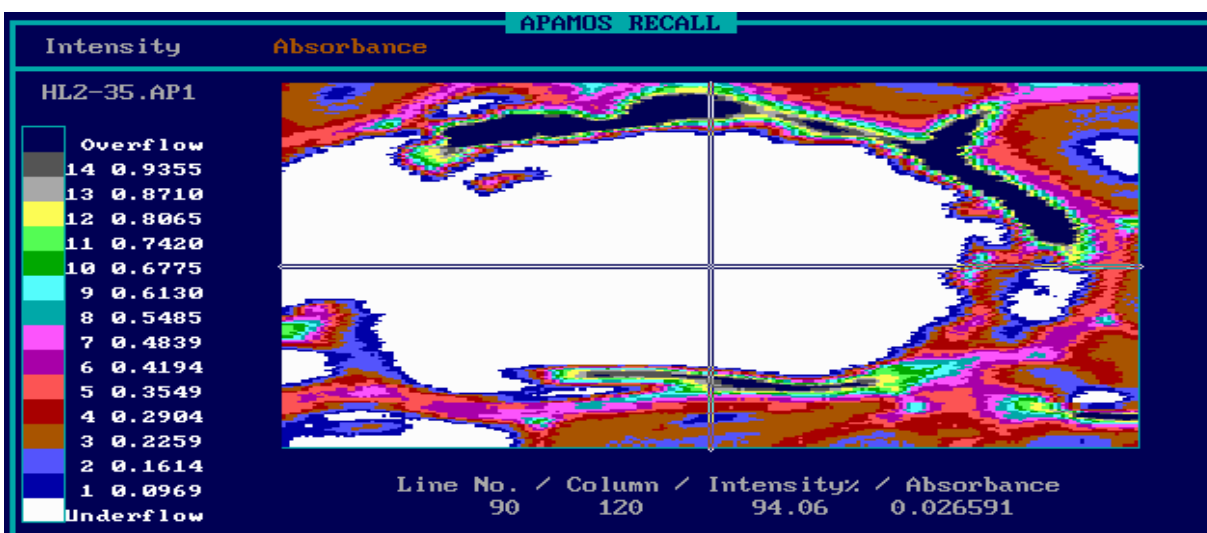 APAMOS RECALL
Intensity Absorbance
HL2-35.AP1
Overflow
14 0.9355
13 0.8710
12 0.8065
11 0.7420
10 0.6775
9 0.6130
8 0.5485
7 0.4839
6 0.4194
5 0.3549
4 0.2904
3 0.2259
2 0.1614
1 0.0969
Underflow
Line No. / Column / Intensity% / Absorbance
90 120 94.06 0.026591